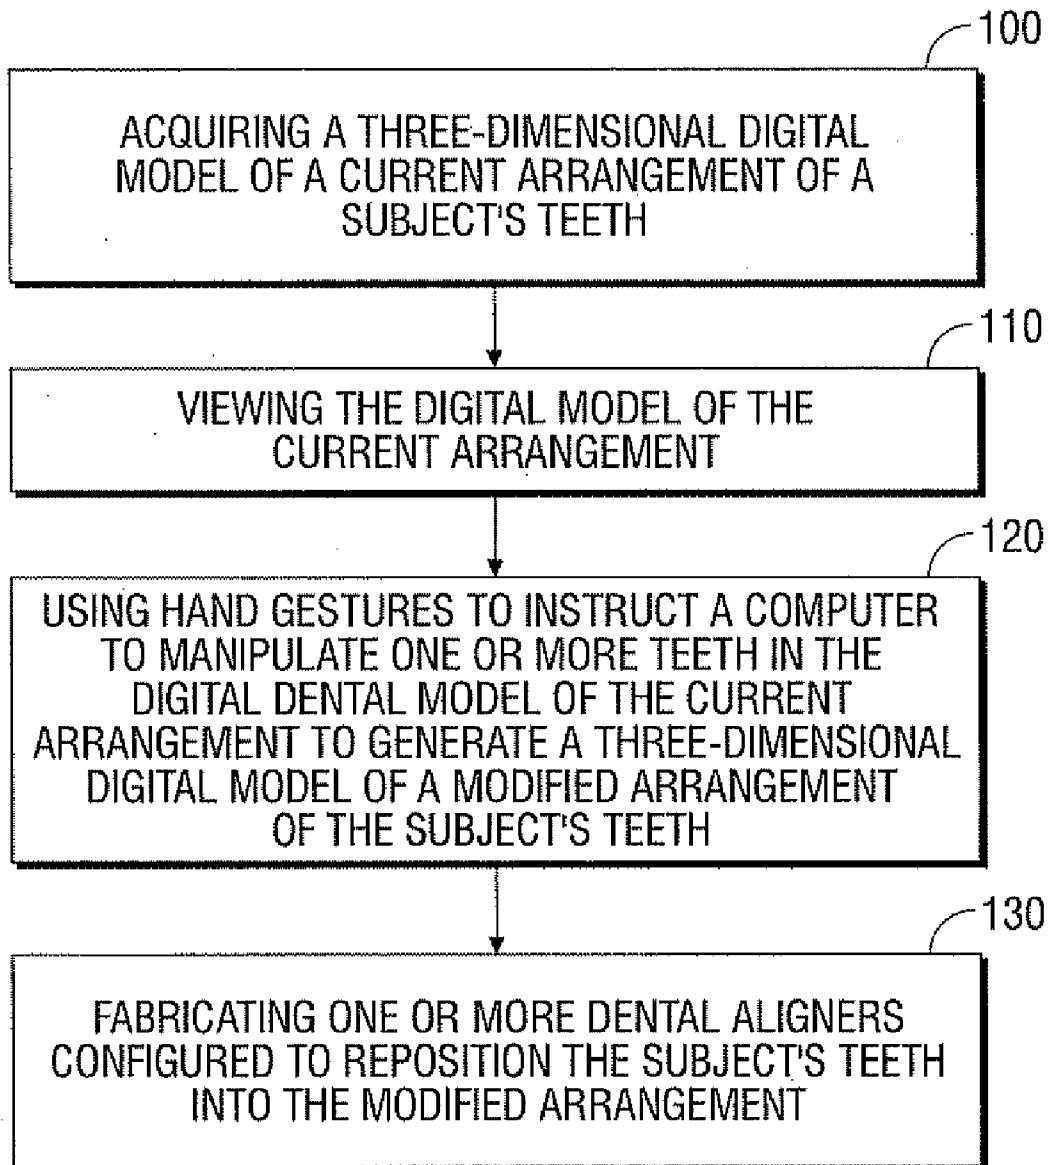 100
ACQUIRING A THREE-DIMENSIONAL DIGITAL
MODEL OF A CURRENT ARRANGEMENT OF A
SUBJECT'S TEETH
110
VIEWING THE DIGITAL MODEL OF THE
CURRENT ARRANGEMENT
120
USING HAND GESTURES TO INSTRUCT A COMPUTER
TO MANIPULATE ONE OR MORE TEETH IN THE
DIGITAL DENTAL MODEL OF THE CURRENT
ARRANGEMENT TO GENERATE A THREE-DIMENSIONAL
DIGITAL MODEL OF A MODIFIED ARRANGEMENT
OF THE SUBJECT'S TEETH
130
FABRICATING ONE OR MORE DENTAL ALIGNERS
CONFIGURED TO REPOSITION THE SUBJECT'S TEETH
INTO THE MODIFIED ARRANGEMENT